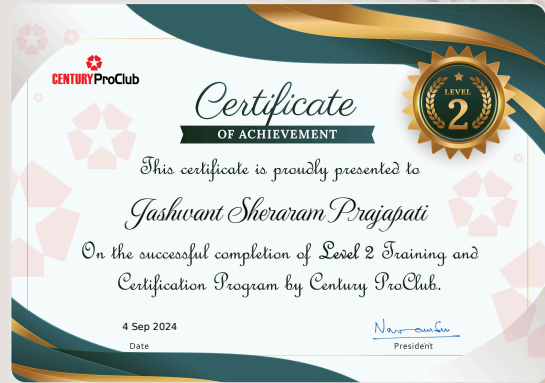 CENTURY ProClub
Certificate
OF ACHIEVEMENT
LEVEL
2
This certificate is proudly presented to
Jashwant Sheraram Prajapati
On the successful completion of Level 2 Training and
Certification Program by Century ProClub.
4 Sep 2024
Date
President